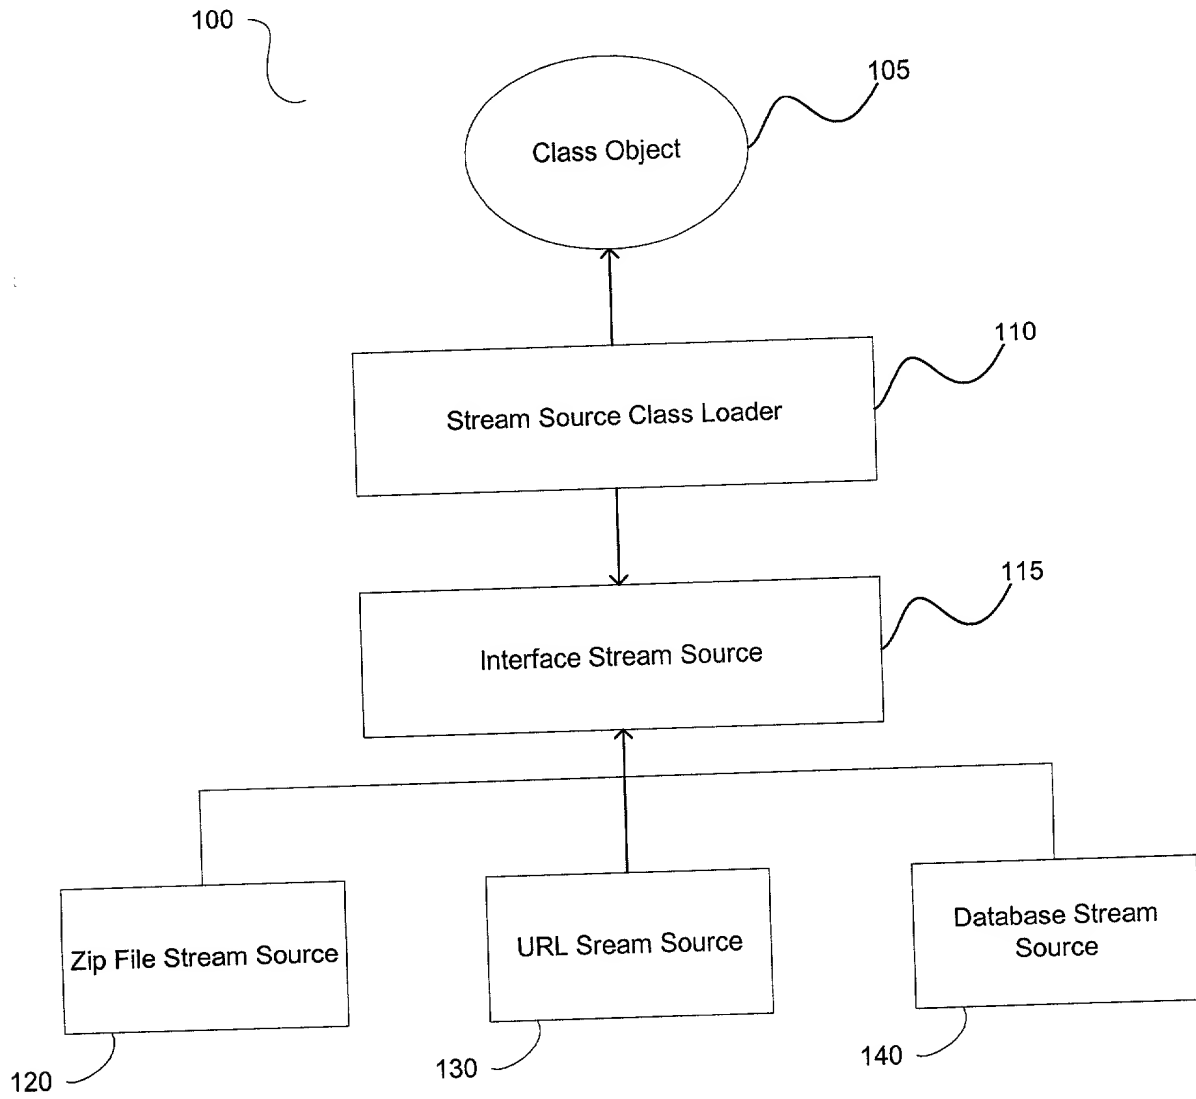 100
105
Class Object
110
Stream Source Class Loader
115
Interface Stream Source
Zip File Stream Source
URL Sream Source
Database Stream
Source
120
130
140